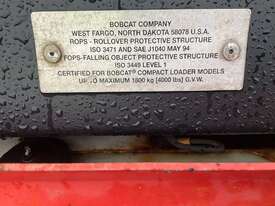 BOBCAT COMPANY
WEST FARGO, NORTH DAKOTA 58078 U.S.A.
ROPS - ROLLOVER PROTECTIVE STRUCTURE
ISO 3471 AND SAE J1040 MAY 94
FOPS-FALLING OBJECT PROTECTIVE STRUCTURE
ISO 3449 LEVEL 1
CERTIFIED FOR BOBCAT® COMPACT LOADER MODELS
UP TO MAXIMUM 1800 kg [4000 lbs] G.V.W.